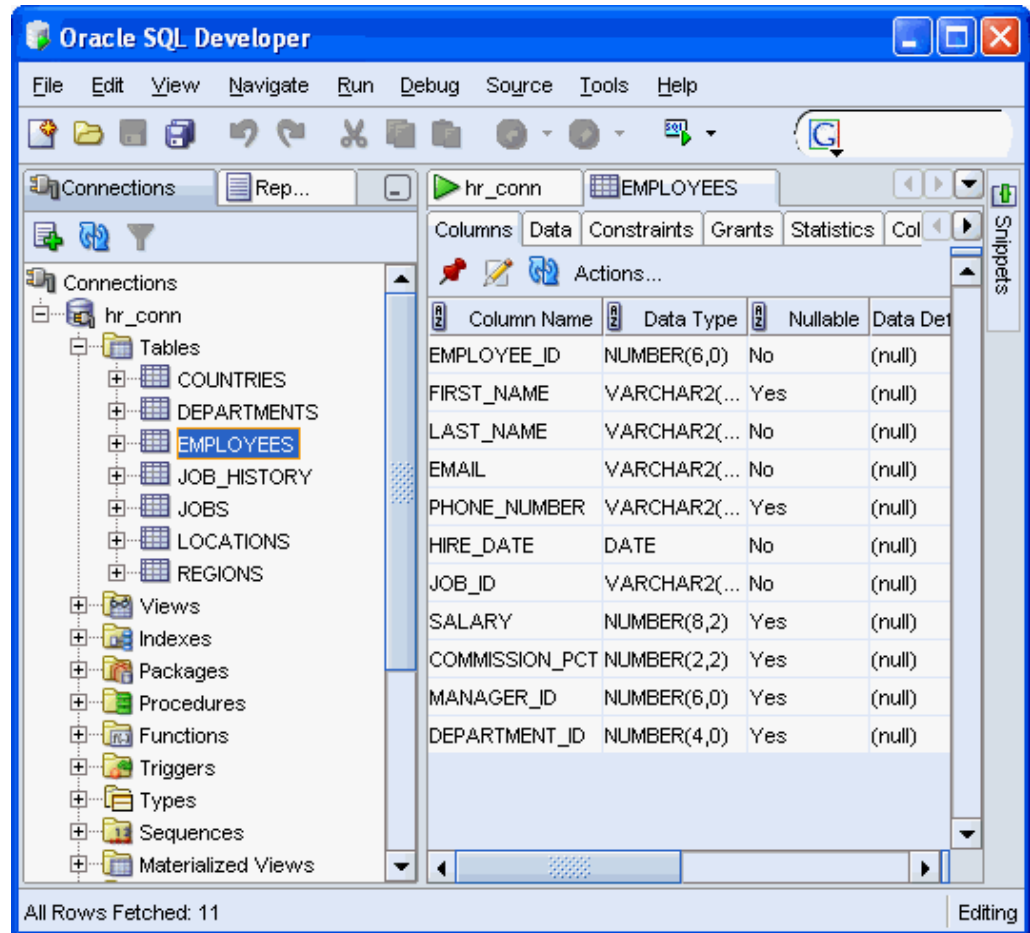 Oracle SQL Developer
File Edit View Navigate Run Debug Source Tools Help
SQL
G
Connections Rep...
hr_conn EMPLOYEES
Columns Data Constraints Grants Statistics Col
Snippets
Actions...
Connections
hr_conn
Tables
COUNTRIES
DEPARTMENTS
EMPLOYEES
JOB_HISTORY
JOBS
LOCATIONS
REGIONS
Views
Indexes
Packages
Procedures
Functions
Triggers
Types
Sequences
Materialized Views
Column Name Data Type Nullable Data Def
EMPLOYEE_ID NUMBER(6,0) No (null)
FIRST_NAME VARCHAR2(... Yes (null)
LAST_NAME VARCHAR2(... No (null)
EMAIL VARCHAR2(... No (null)
PHONE_NUMBER VARCHAR2(... Yes (null)
HIRE_DATE DATE No (null)
JOB_ID VARCHAR2(... No (null)
SALARY NUMBER(8,2) Yes (null)
COMMISSION_PCT NUMBER(2,2) Yes (null)
MANAGER_ID NUMBER(6,0) Yes (null)
DEPARTMENT_ID NUMBER(4,0) Yes (null)
All Rows Fetched: 11 Editing